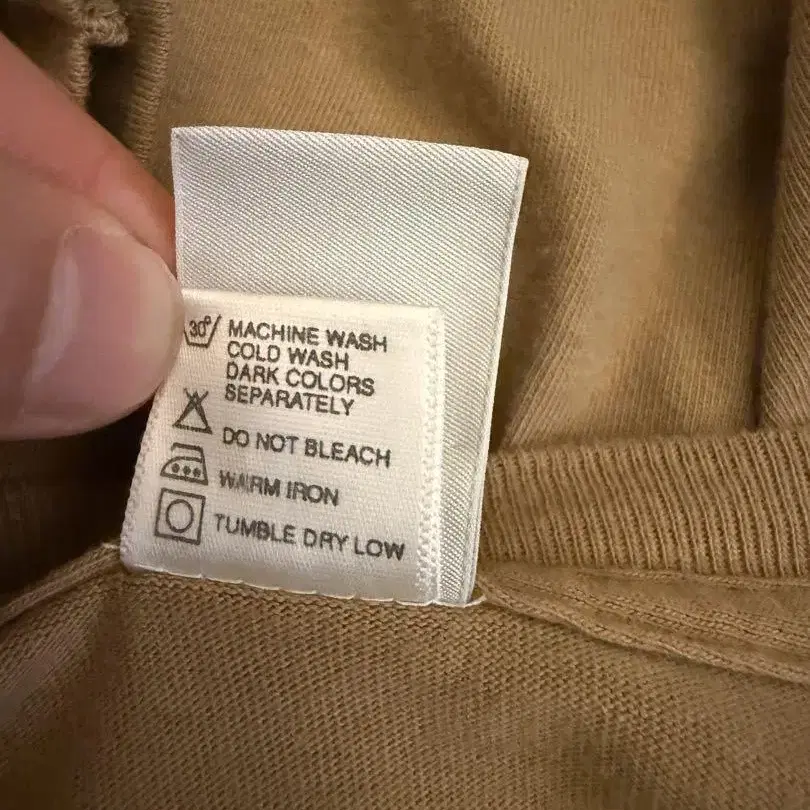 30° MACHINE WASH
COLD WASH
DARK COLORS
SEPARATELY
DO NOT BLEACH
WARM IRON
TUMBLE DRY LOW